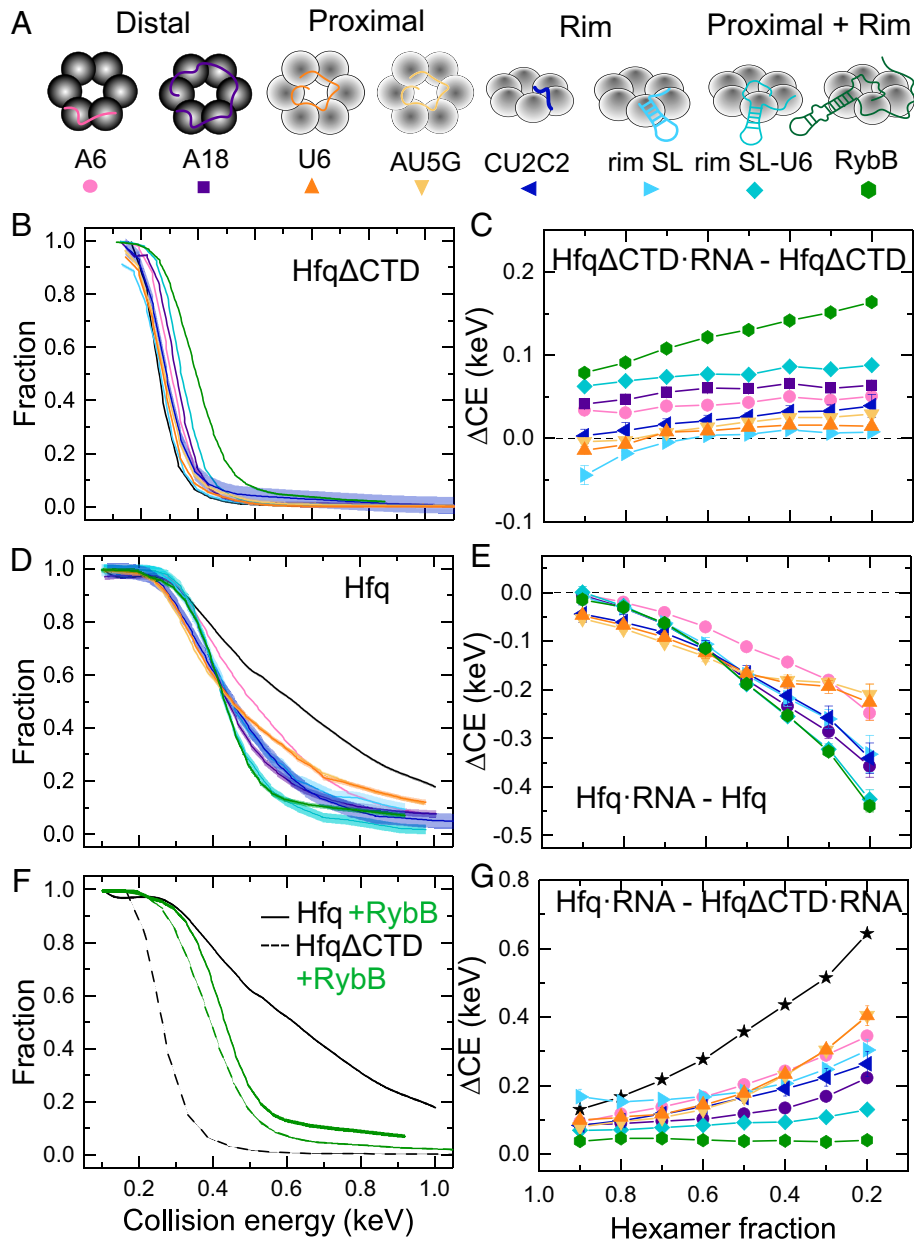 A
Distal
Proximal
Rim
Proximal + Rim
A6
A18
U6
AU5G
CU2C2
rim SL
rim SL-U6
RybB
B
HfqΔCTD
Fraction
1.0
0.8
0.6
0.4
0.2
0.0
C
HfqΔCTD·RNA - HfqΔCTD
ΔCE (keV)
0.2
0.1
0.0
-0.1
D
Hfq
Fraction
1.0
0.8
0.6
0.4
0.2
0.0
E
Hfq·RNA - Hfq
ΔCE (keV)
0.0
-0.1
-0.2
-0.3
-0.4
-0.5
F
Hfq +RybB
HfqΔCTD
+RybB
Fraction
1.0
0.8
0.6
0.4
0.2
0.0
0.2 0.4 0.6 0.8 1.0
Collision energy (keV)
G
Hfq·RNA - HfqΔCTD·RNA
ΔCE (keV)
0.8
0.6
0.4
0.2
0.0
1.0 0.8 0.6 0.4 0.2
Hexamer fraction